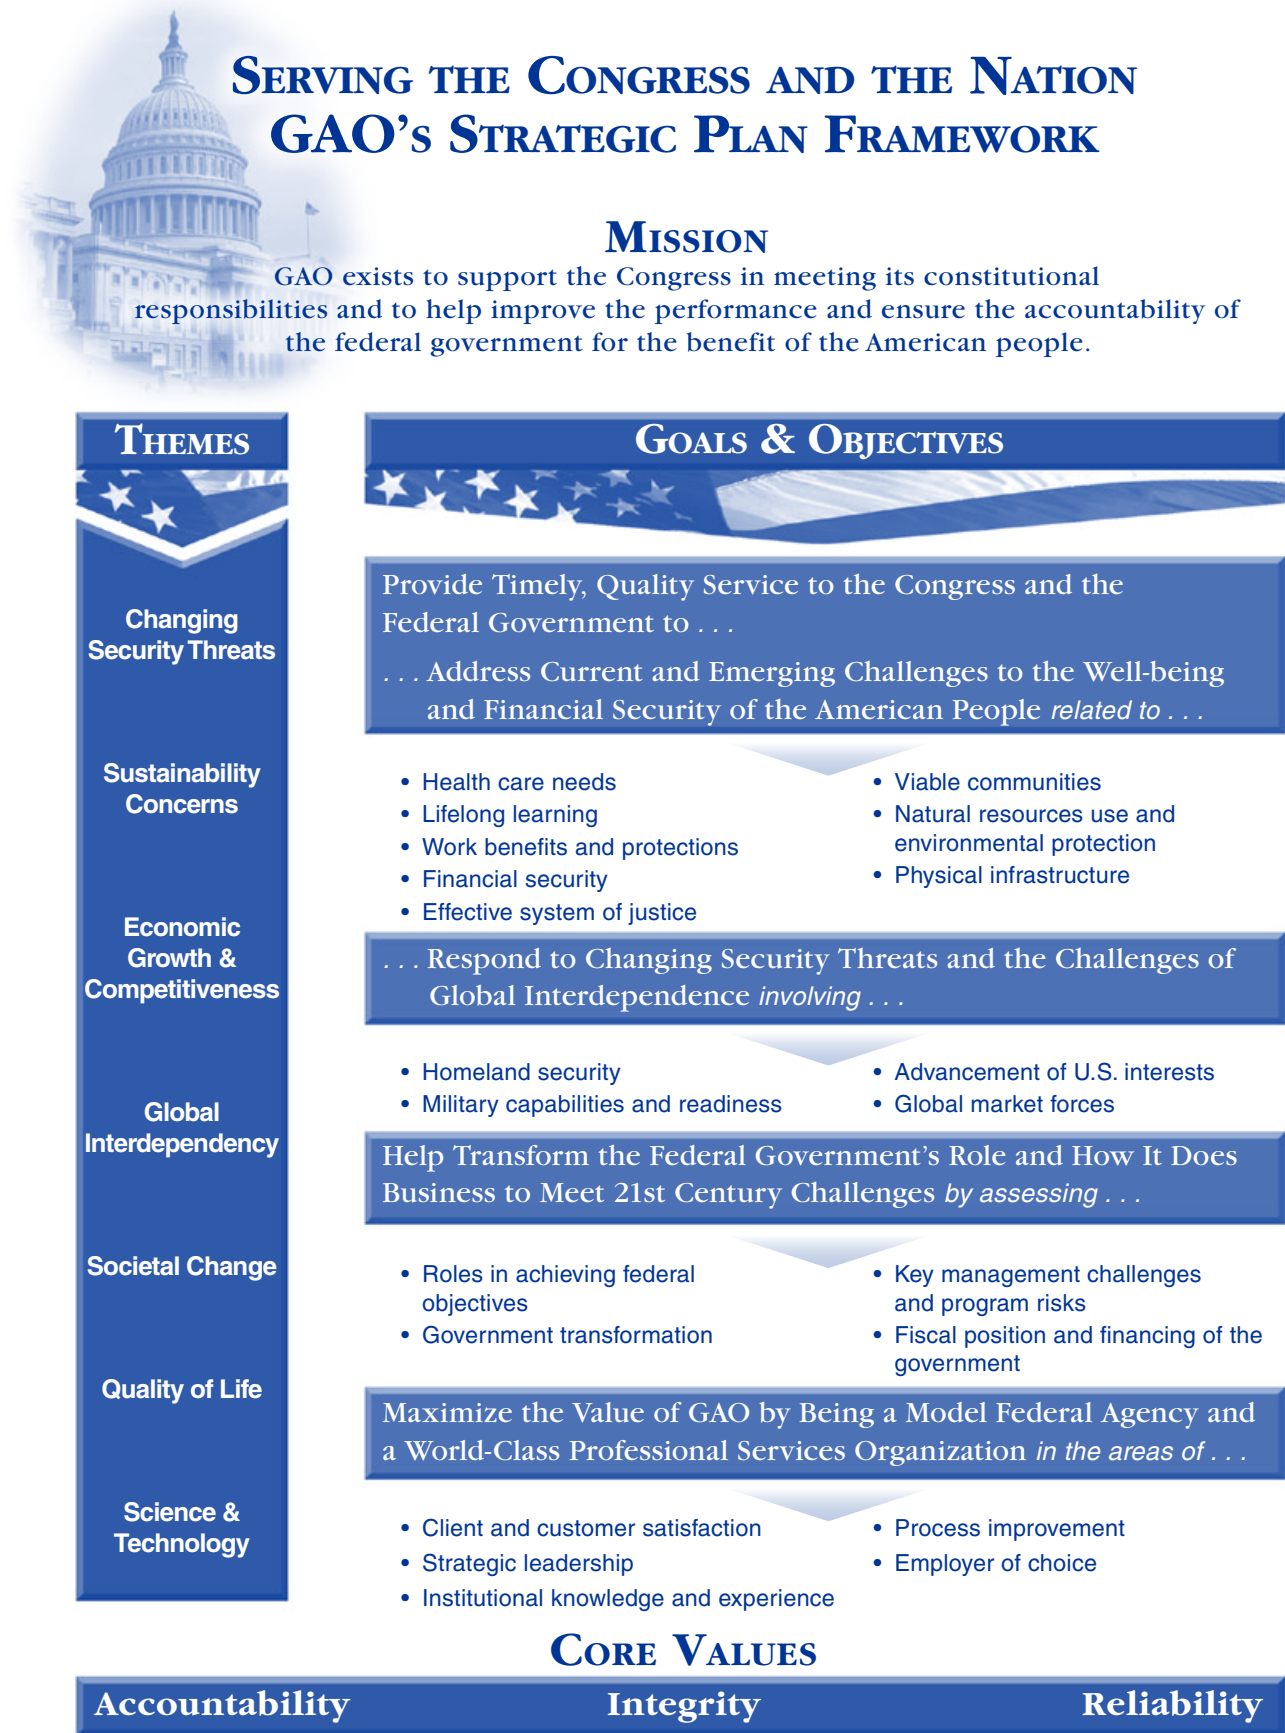 SERVING THE CONGRESS AND THE NATION
GAO'S STRATEGIC PLAN FRAMEWORK
MISSION
GAO exists to support the Congress in meeting its constitutional
responsibilities and to help improve the performance and ensure the accountability of
the federal government for the benefit of the American people.
THEMES
Changing
Security Threats
Sustainability
Concerns
Economic
Growth &
Competitiveness
Global
Interdependency
Societal Change
Quality of Life
Science &
Technology
GOALS & OBJECTIVES
Provide Timely, Quality Service to the Congress and the
Federal Government to . . .
. . . Address Current and Emerging Challenges to the Well-being
and Financial Security of the American People related to . . .
• Health care needs
• Lifelong learning
• Work benefits and protections
• Financial security
• Effective system of justice
• Viable communities
• Natural resources use and
environmental protection
• Physical infrastructure
. . . Respond to Changing Security Threats and the Challenges of
Global Interdependence involving . . .
• Homeland security
• Military capabilities and readiness
• Advancement of U.S. interests
• Global market forces
Help Transform the Federal Government's Role and How It Does
Business to Meet 21st Century Challenges by assessing . . .
• Roles in achieving federal
objectives
• Government transformation
• Key management challenges
and program risks
• Fiscal position and financing of the
government
Maximize the Value of GAO by Being a Model Federal Agency and
a World-Class Professional Services Organization in the areas of . . .
• Client and customer satisfaction
• Strategic leadership
• Institutional knowledge and experience
• Process improvement
• Employer of choice
CORE VALUES
Accountability
Integrity
Reliability